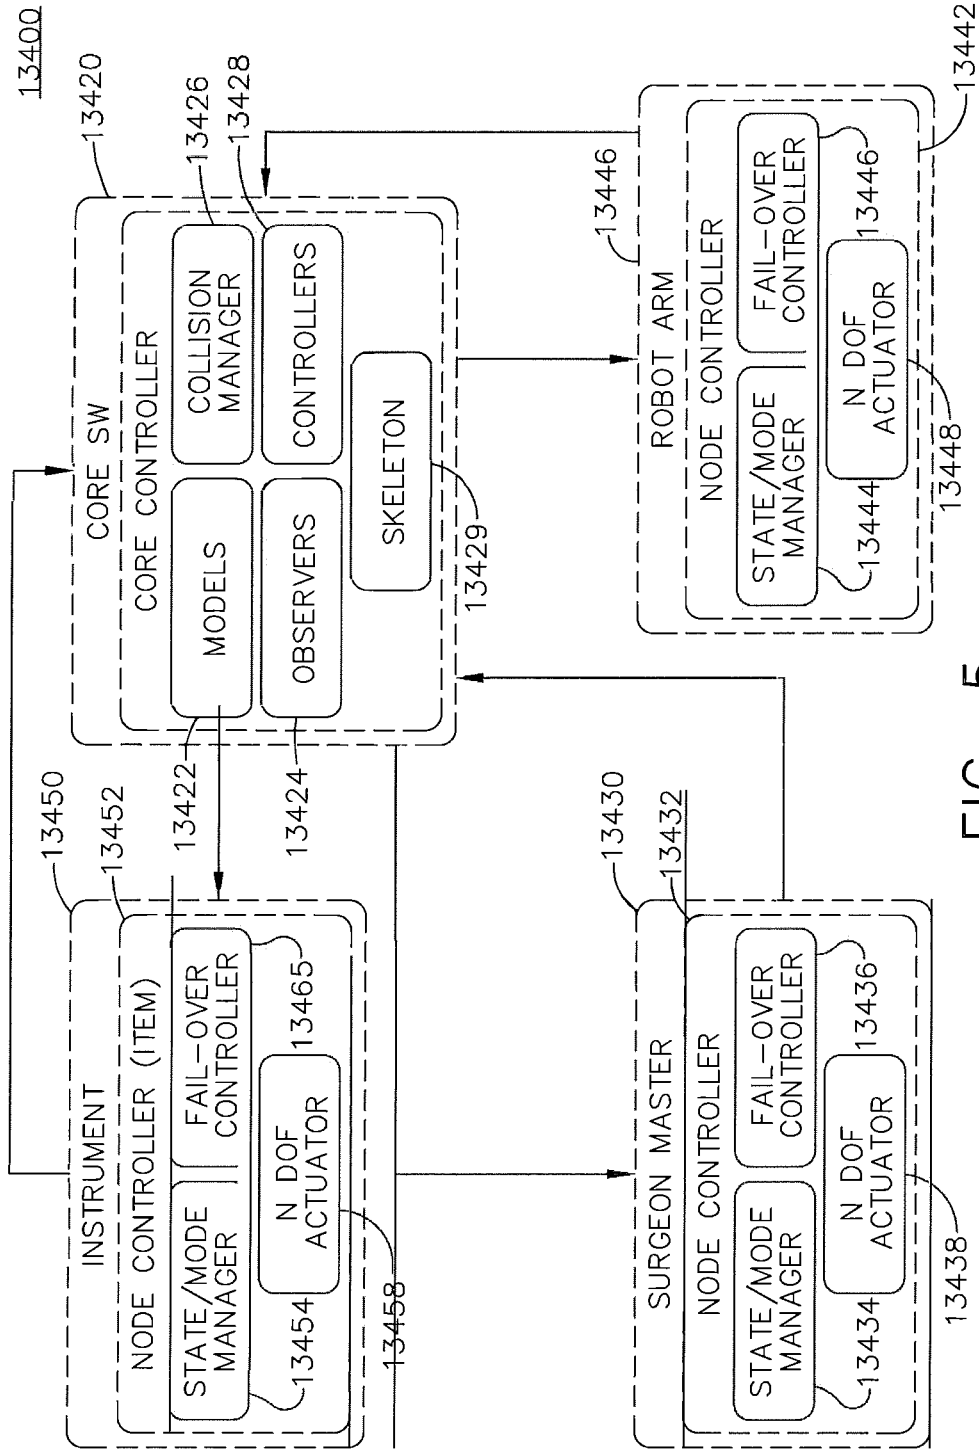 13400
INSTRUMENT
NODE CONTROLLER (ITEM)
STATE/MODE
MANAGER
FAIL-OVER
CONTROLLER
N DOF
ACTUATOR
13450
13452
13454
13465
13458
CORE SW
CORE CONTROLLER
MODELS
COLLISION
MANAGER
OBSERVERS
CONTROLLERS
SKELETON
13420
13426
13428
13422
13424
13429
SURGEON MASTER
NODE CONTROLLER
STATE/MODE
MANAGER
FAIL-OVER
CONTROLLER
N DOF
ACTUATOR
13430
13432
13434
13436
13438
ROBOT ARM
NODE CONTROLLER
STATE/MODE
MANAGER
FAIL-OVER
CONTROLLER
N DOF
ACTUATOR
13446
13444
13446
13448
13442